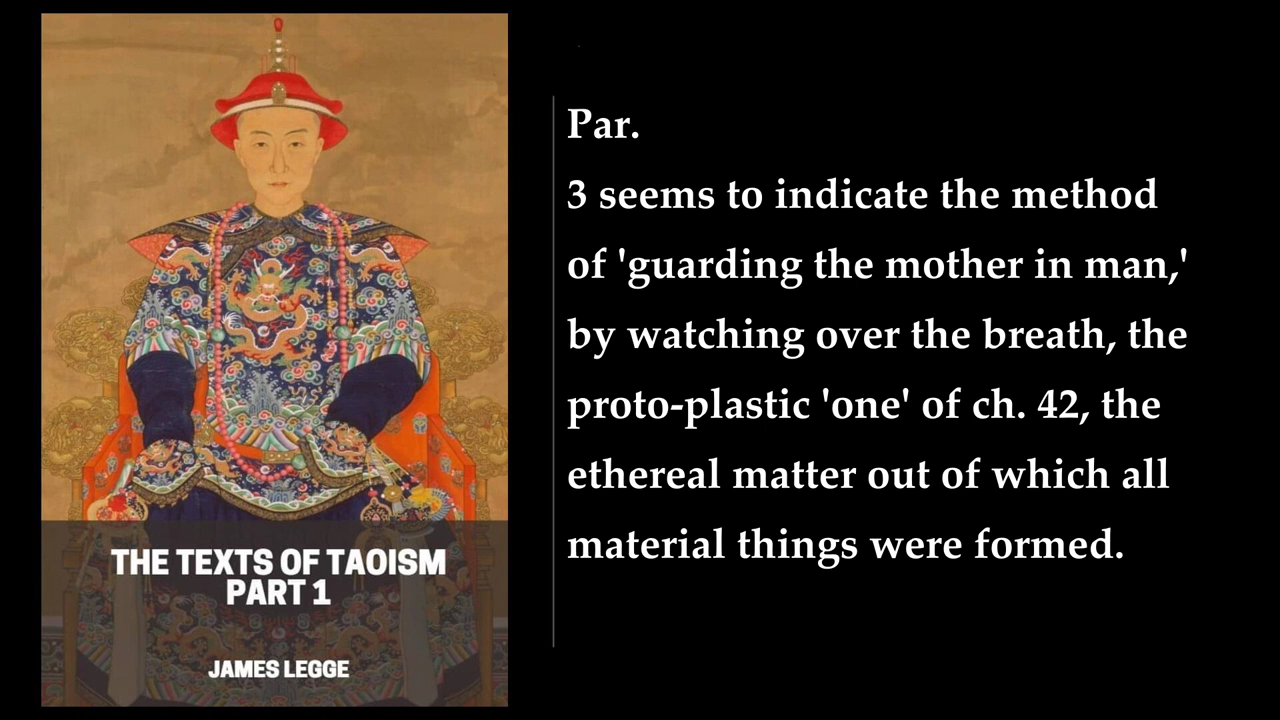 THE TEXTS OF TAOISM
PART 1
JAMES LEGGE
Par.
3 seems to indicate the method
of 'guarding the mother in man,'
by watching over the breath, the
proto-plastic 'one' of ch. 42, the
ethereal matter out of which all
material things were formed.